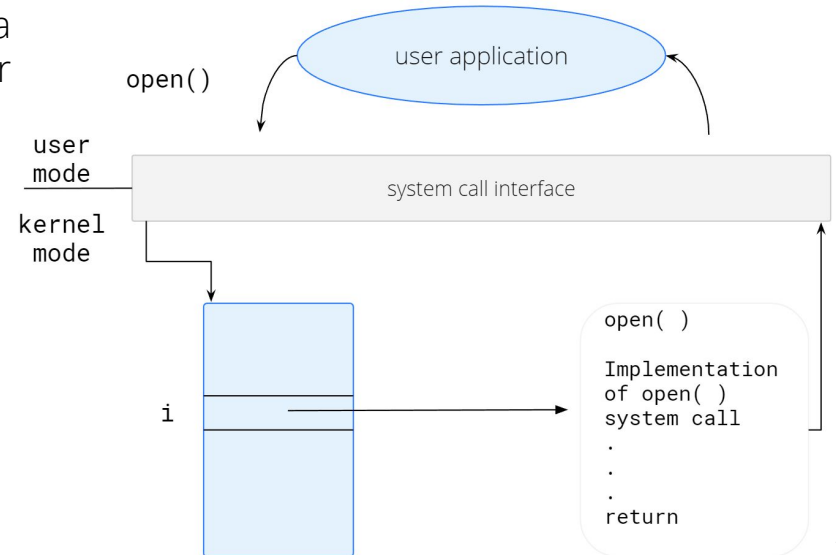 a
r
open()
user application
user
mode
system call interface
kernel
mode
i
open( )
Implementation
of open( )
system call
.
.
.
return